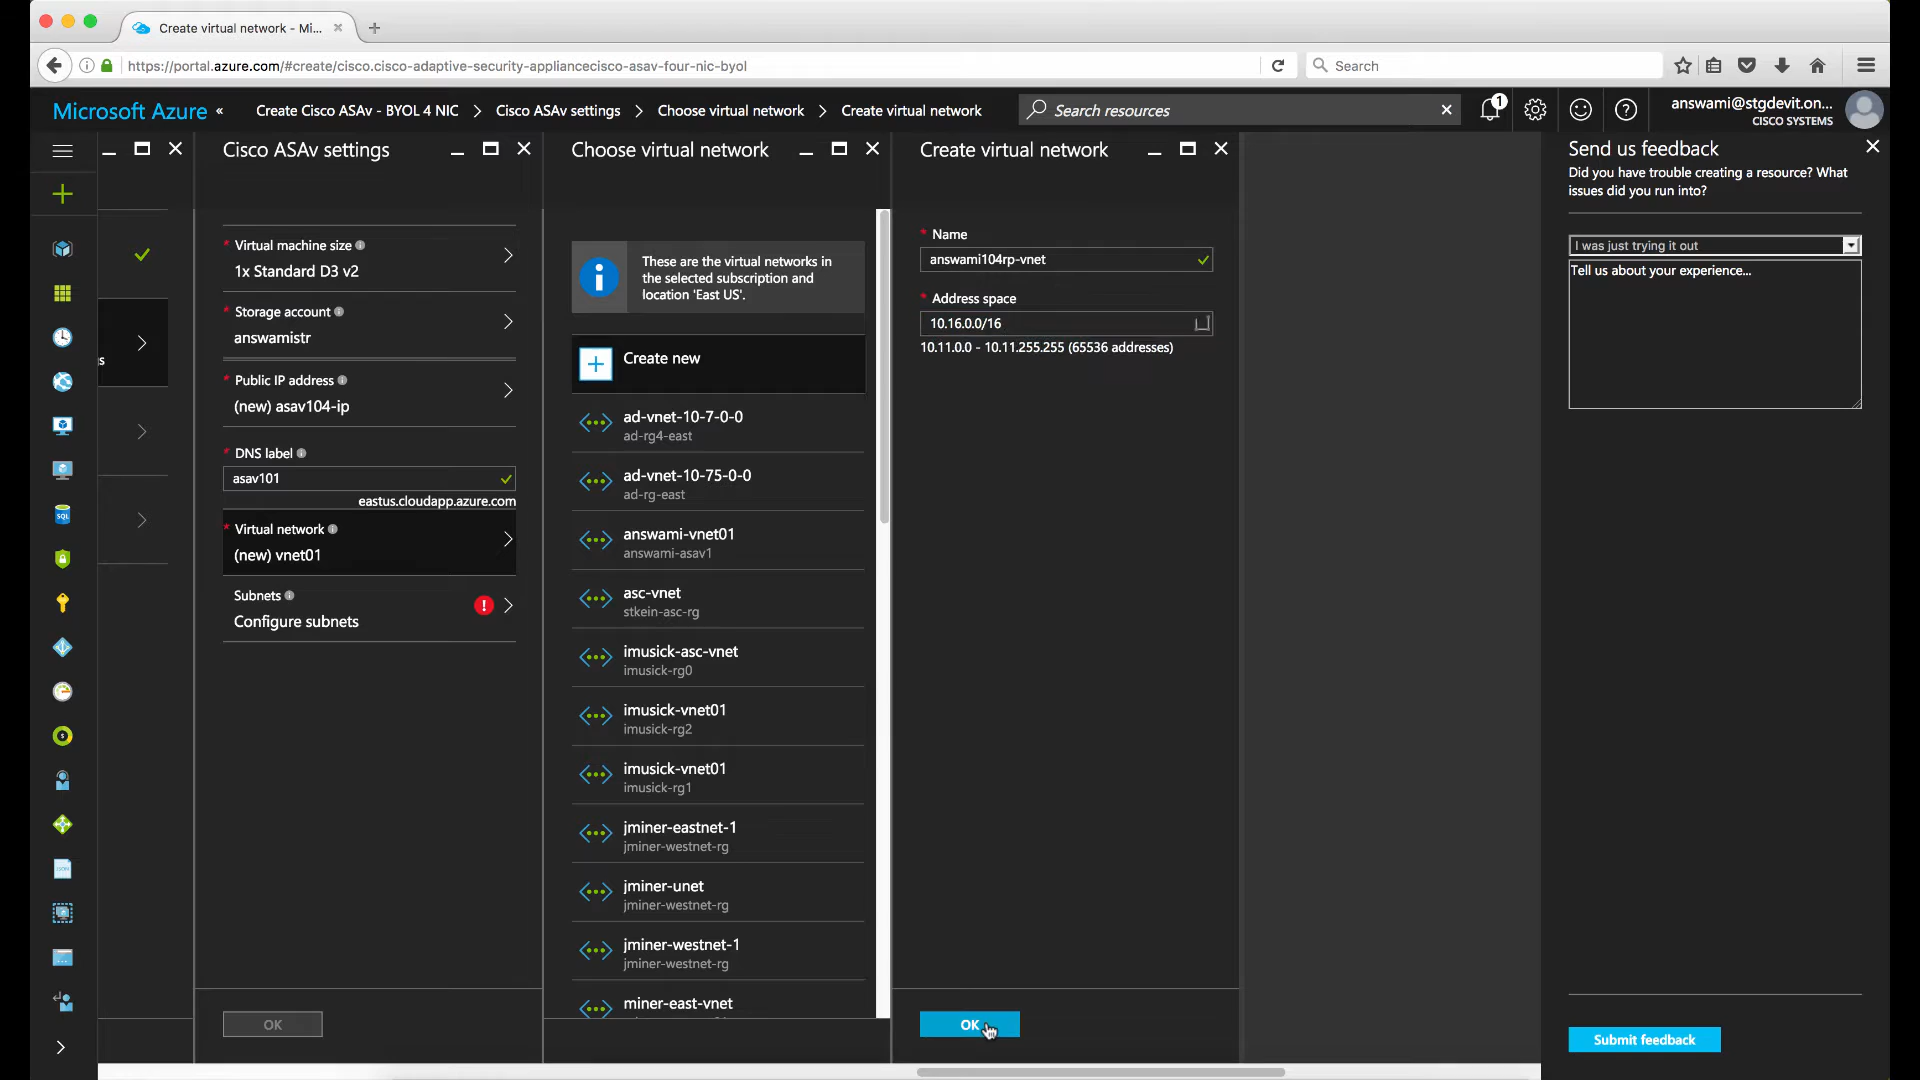 Create virtual network - Mi...
https://portal.azure.com/#create/cisco.cisco-adaptive-security-appliancecisco-asav-four-nic-byol
Search
Microsoft Azure «
Create Cisco ASAv - BYOL 4 NIC
Cisco ASAv settings
Choose virtual network
Create virtual network
Search resources
1
answami@stgdevit.on...
CISCO SYSTEMS
s
Cisco ASAv settings
* Virtual machine size
1x Standard D3 v2
* Storage account
answamistr
* Public IP address
(new) asav104-ip
* DNS label
asav101
eastus.cloudapp.azure.com
* Virtual network
(new) vnet01
Subnets
Configure subnets
OK
Choose virtual network
These are the virtual networks in
the selected subscription and
location 'East US'.
Create new
ad-vnet-10-7-0-0
ad-rg4-east
ad-vnet-10-75-0-0
ad-rg-east
answami-vnet01
answami-asav1
asc-vnet
stkein-asc-rg
imusick-asc-vnet
imusick-rg0
imusick-vnet01
imusick-rg2
imusick-vnet01
imusick-rg1
jminer-eastnet-1
jminer-westnet-rg
jminer-unet
jminer-westnet-rg
jminer-westnet-1
jminer-westnet-rg
miner-east-vnet
Create virtual network
* Name
answami104rp-vnet
* Address space
10.16.0.0/16
10.11.0.0 - 10.11.255.255 (65536 addresses)
OK
Send us feedback
Did you have trouble creating a resource? What
issues did you run into?
I was just trying it out
Tell us about your experience...
Submit feedback
SQL